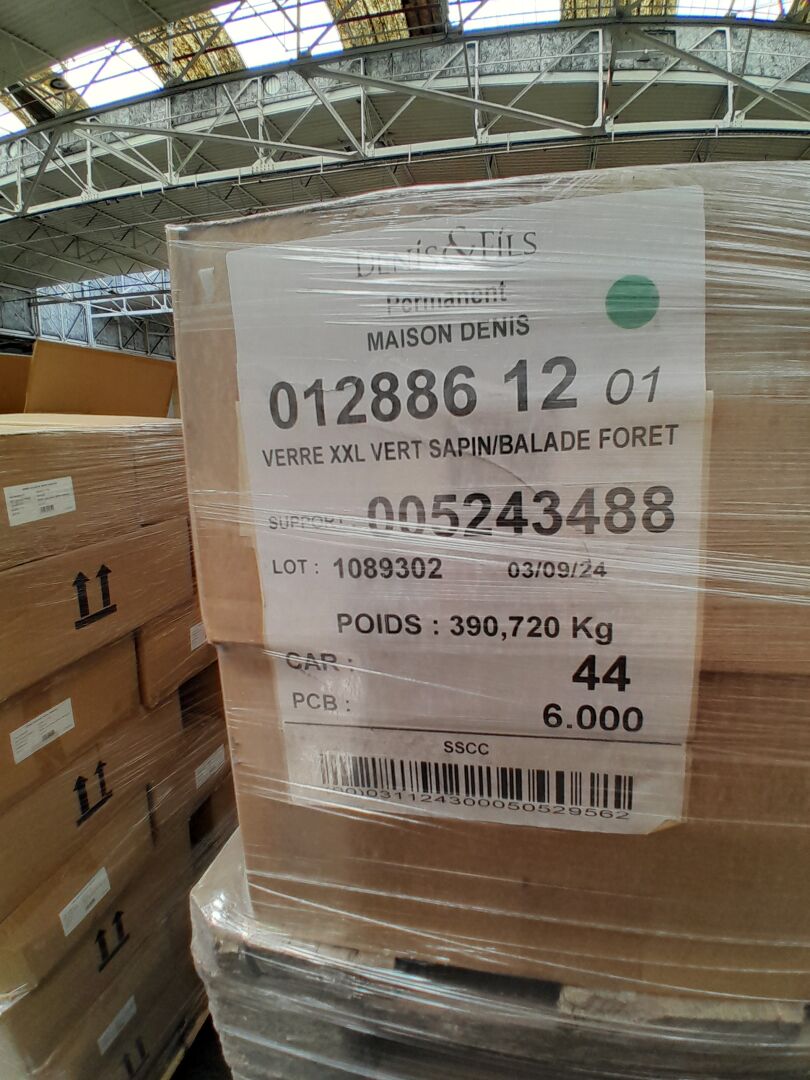 DENIS & FILS
Permanent
MAISON DENIS
012886 12 01
VERRE XXL VERT SAPIN/BALADE FORET
SUPPORT : 005243488
LOT : 1089302 03/09/24
POIDS : 390,720 Kg
CAR : 44
PCB : 6.000
SSCC
(00)031124300050529562